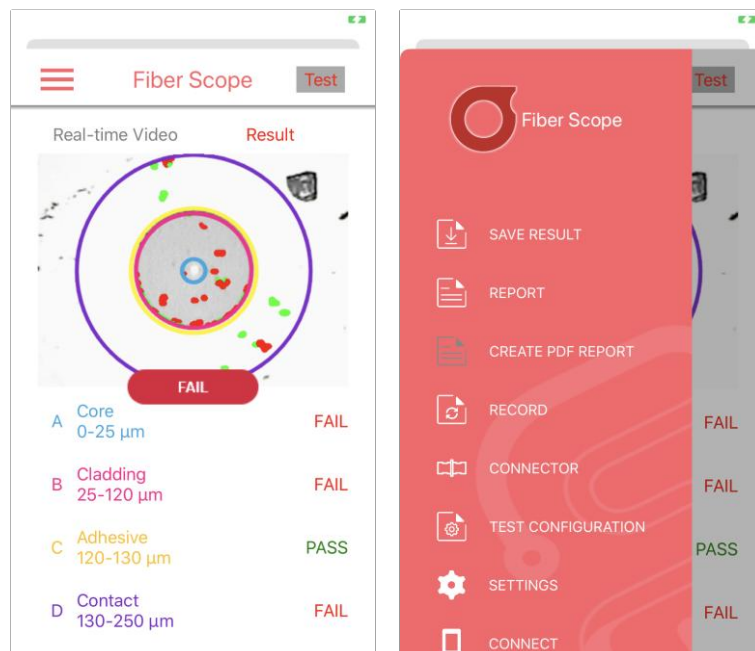 Fiber Scope
Test
Real-time Video
Result
FAIL
A
Core
0-25 μm
FAIL
B
Cladding
25-120 μm
FAIL
C
Adhesive
120-130 μm
PASS
D
Contact
130-250 μm
FAIL
Fiber Scope
Test
SAVE RESULT
REPORT
CREATE PDF REPORT
RECORD
FAIL
CONNECTOR
FAIL
TEST CONFIGURATION
PASS
SETTINGS
FAIL
CONNECT